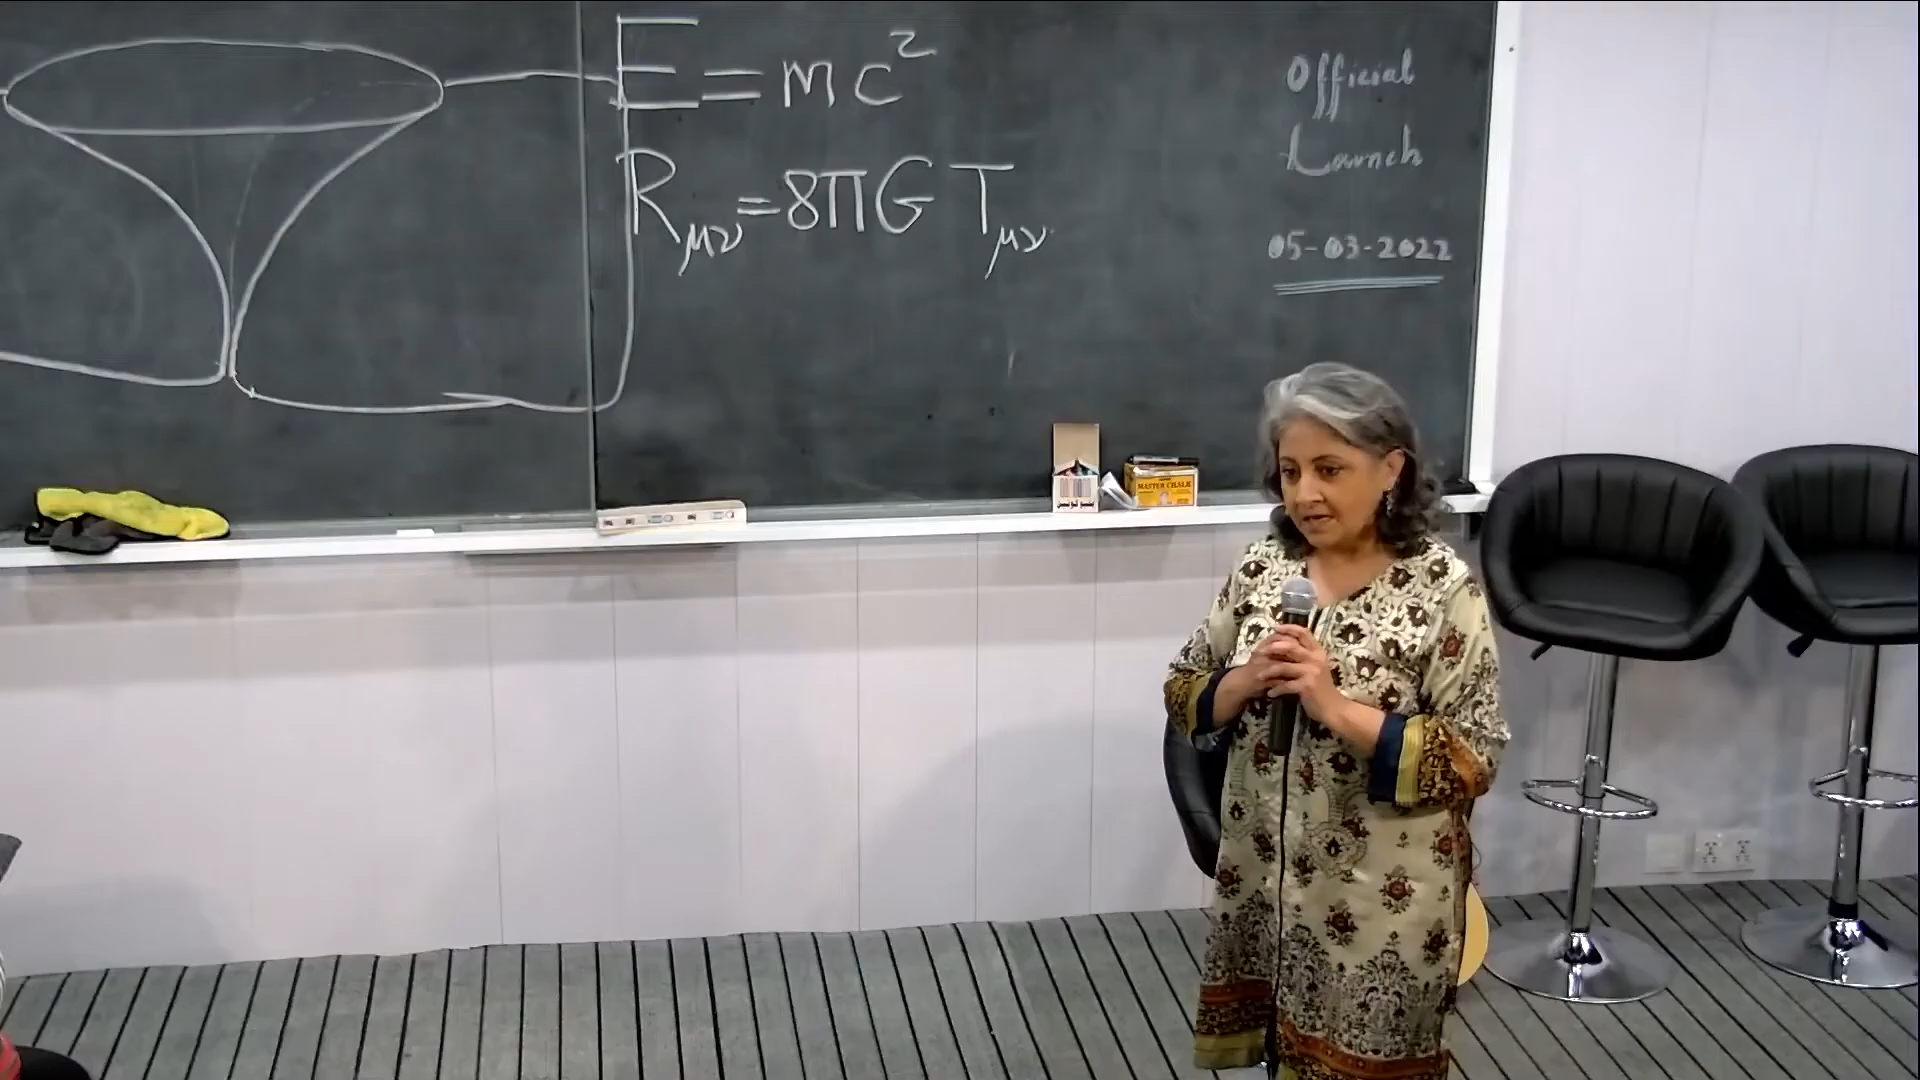 E = mc²
Rμν = 8πG Tμν
Official
Launch
05-03-2022
MASTER CHALK